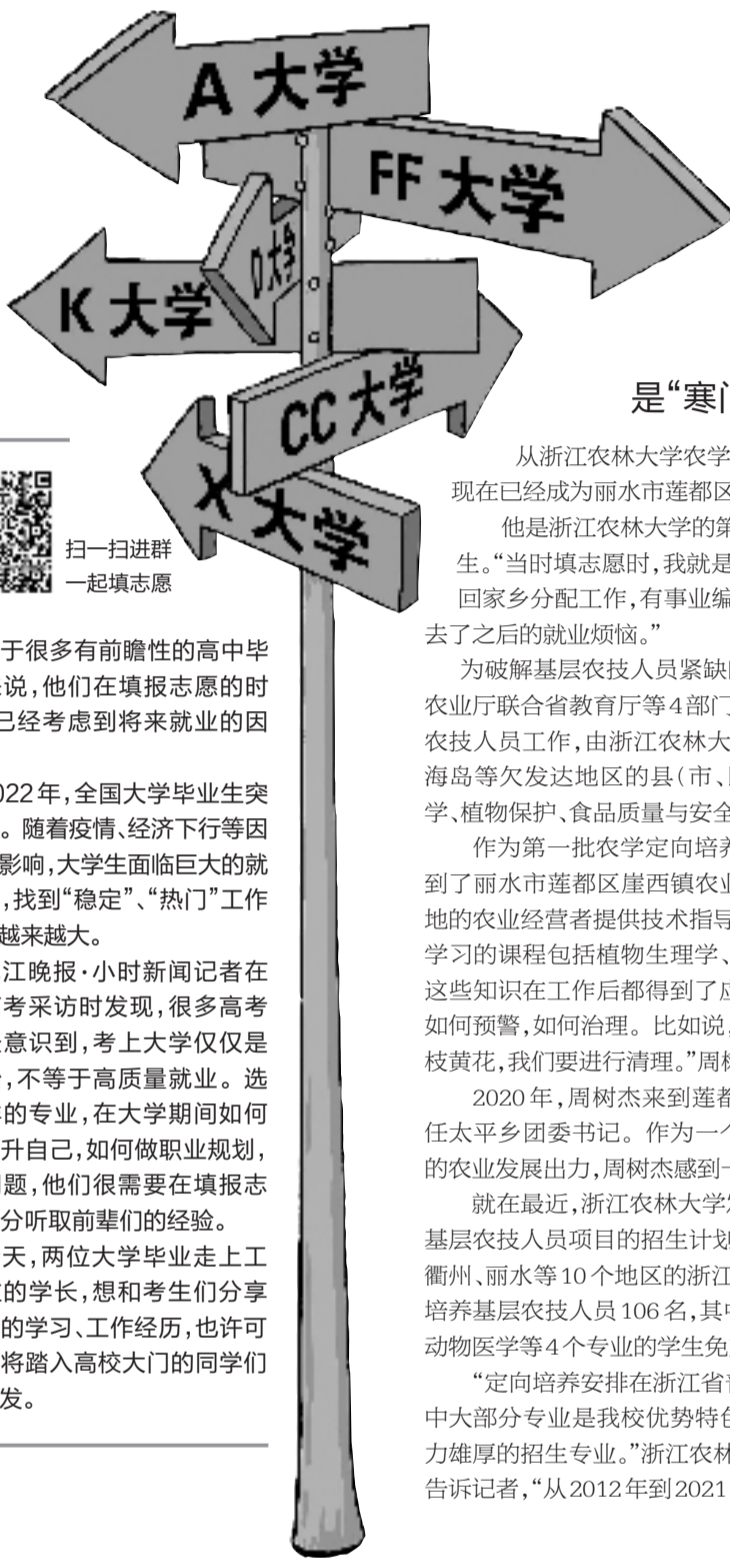 A 大学
FF 大学
D 大学
K 大学
CC 大学
X 大学
扫一扫进群
一起填志愿
于很多有前瞻性的高中毕
说，他们在填报志愿的时
已经考虑到将来就业的因
022年，全国大学毕业生突
。随着疫情、经济下行等因
影响，大学生面临巨大的就
，找到“稳定”、“热门”工作
越来越大。
江晚报·小时新闻记者在
考采访时发现，很多高考
意识到，考上大学仅仅是
，不等于高质量就业。选
的专业，在大学期间如何
升自己，如何做职业规划，
题，他们很需要在填报志
分听取前辈们的经验。
天，两位大学毕业走上工
的学长，想和考生们分享
的学习、工作经历，也许可
将踏入高校大门的同学们
发。
是“寒门
从浙江农林大学农学
现在已经成为丽水市莲都区
他是浙江农林大学的第
生。“当时填志愿时，我就是
回家乡分配工作，有事业编
去了之后的就业烦恼。”
为破解基层农技人员紧缺
农业厅联合省教育厅等4部门
农技人员工作，由浙江农林大
海岛等欠发达地区的县（市、
学、植物保护、食品质量与安全
作为第一批农学定向培养
到了丽水市莲都区崖西镇农业
地的农业经营者提供技术指导
学习的课程包括植物生理学、
这些知识在工作后都得到了应
如何预警，如何治理。比如说，
枝黄花，我们要进行清理。”周树
2020年，周树杰来到莲都
任太平乡团委书记。作为一个
的农业发展出力，周树杰感到十
就在最近，浙江农林大学发
基层农技人员项目的招生计划
衢州、丽水等10个地区的浙江
培养基层农技人员106名，其中
动物医学等4个专业的学生免
“定向培养安排在浙江省普
中大部分专业是我校优势特色
力雄厚的招生专业。”浙江农林
告诉记者，“从2012年到2021